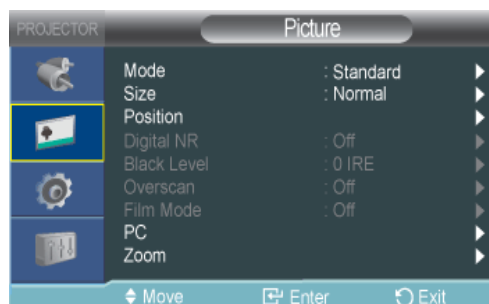 PROJECTOR Picture
Mode : Standard
Size : Normal
Position
Digital NR : Off
Black Level : 0 IRE
Overscan : Off
Film Mode : Off
PC
Zoom
Move Enter Exit